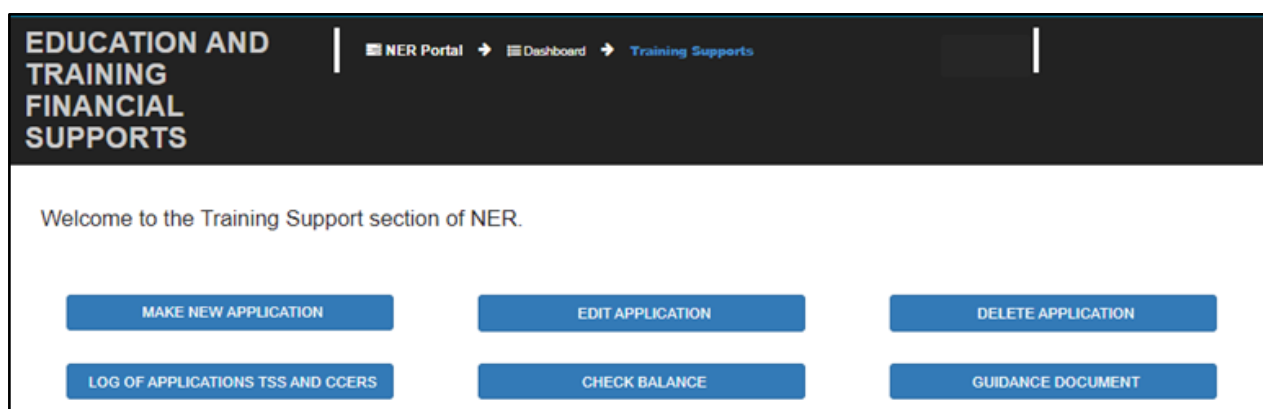 EDUCATION AND
TRAINING
FINANCIAL
SUPPORTS
NER Portal Dashboard Training Supports
Welcome to the Training Support section of NER.
MAKE NEW APPLICATION EDIT APPLICATION DELETE APPLICATION
LOG OF APPLICATIONS TSS AND CCERS CHECK BALANCE GUIDANCE DOCUMENT